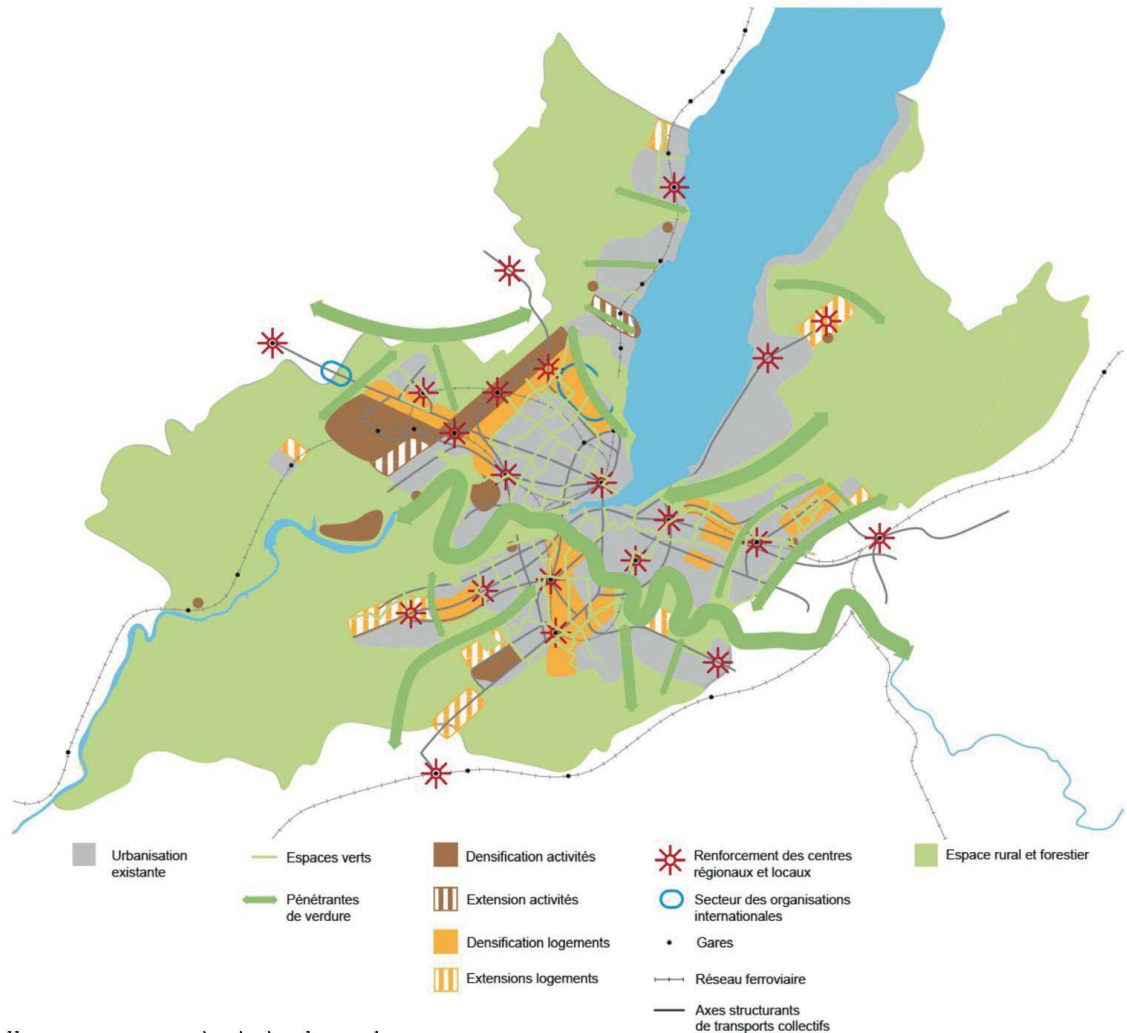 Urbanisation
existante
Espaces verts
Pénétrantes
de verdure
Densification activités
Extension activités
Densification logements
Extensions logements
Renforcement des centres
régionaux et locaux
Secteur des organisations
internationales
Gares
Réseau ferroviaire
Axes structurants
de transports collectifs
Espace rural et forestier